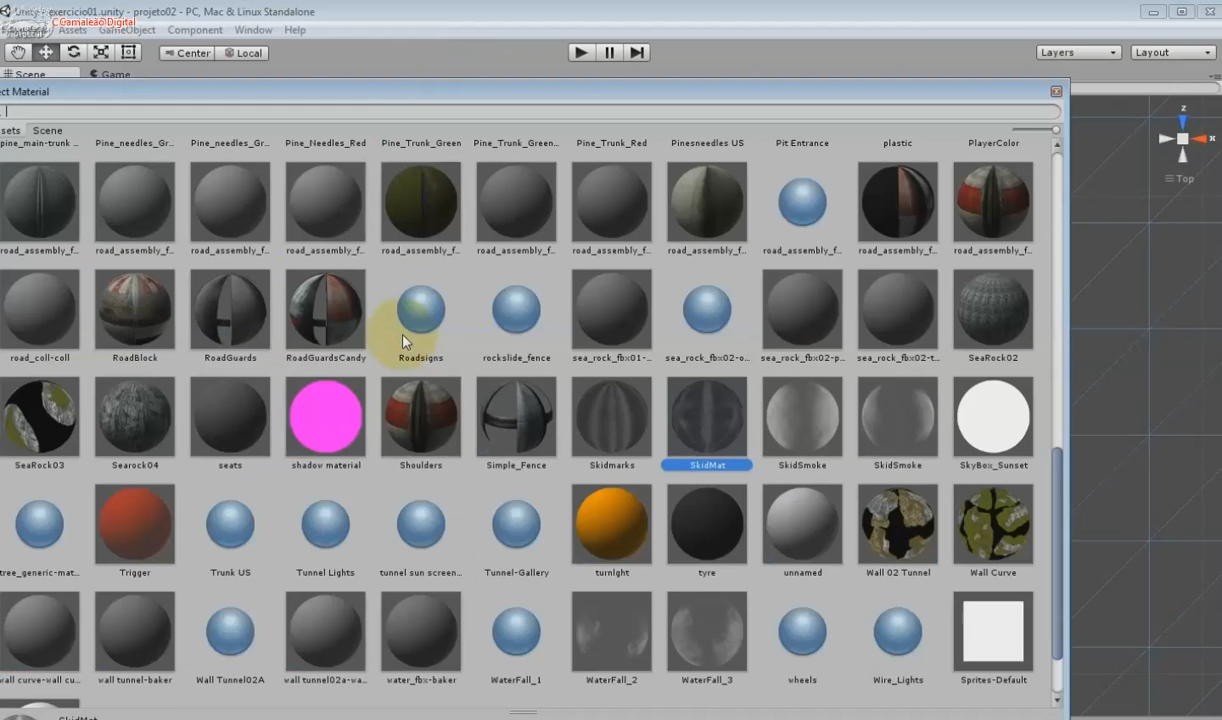 Unity - exercicio01.unity - projeto02 - PC, Mac & Linux Standalone
Camaleão Digital
Assets GameObject Component Window Help
Center Local Layers Layout
Scene Game
ect Material
sets Scene
pine_main-trunk ... Pine_needles_Gr... Pine_needles_Gr... Pine_Needles_Red Pine_Trunk_Green Pine_Trunk_Green... Pine_Trunk_Red Pinesneedles US Pit Entrance plastic PlayerColor
z
x
Top
road_assembly_f... road_assembly_f... road_assembly_f... road_assembly_f... road_assembly_f... road_assembly_f... road_assembly_f... road_assembly_f... road_assembly_f... road_assembly_f... road_assembly_f...
road_coll-coll RoadBlock RoadGuards RoadGuardsCandy Roadsigns rockslide_fence sea_rock_fbx01-... sea_rock_fbx02-o... sea_rock_fbx02-p... sea_rock_fbx02-t... SeaRock02
SeaRock03 Searock04 seats shadow material Shoulders Simple_Fence Skidmarks SkidMat SkidSmoke SkidSmoke SkyBox_Sunset
tree_generic-mat... Trigger Trunk US Tunnel Lights tunnel sun screen... Tunnel-Gallery turnlght tyre unnamed Wall 02 Tunnel Wall Curve
wall curve-wall cu... wall tunnel-baker Wall Tunnel02A wall tunnel02a-wa... water_fbx-baker WaterFall_1 WaterFall_2 WaterFall_3 wheels Wire_Lights Sprites-Default
SkidMat